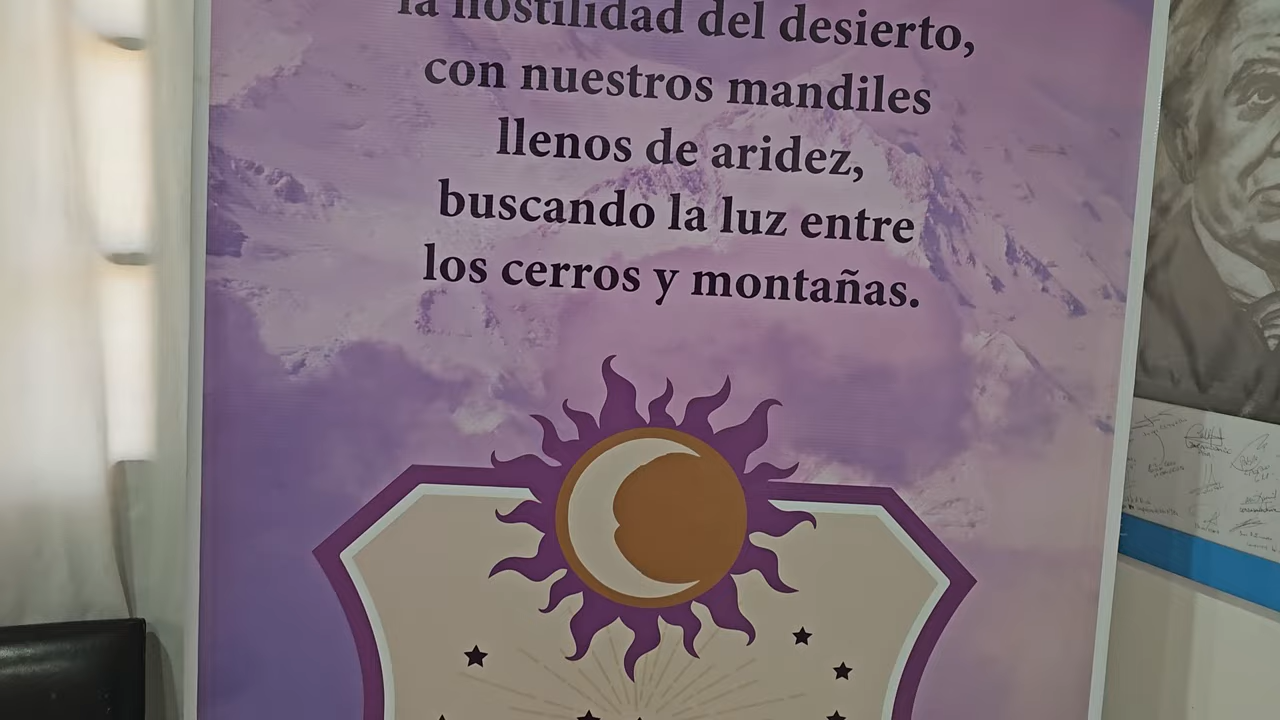 la hostilidad del desierto,
con nuestros mandiles
llenos de aridez,
buscando la luz entre
los cerros y montañas.